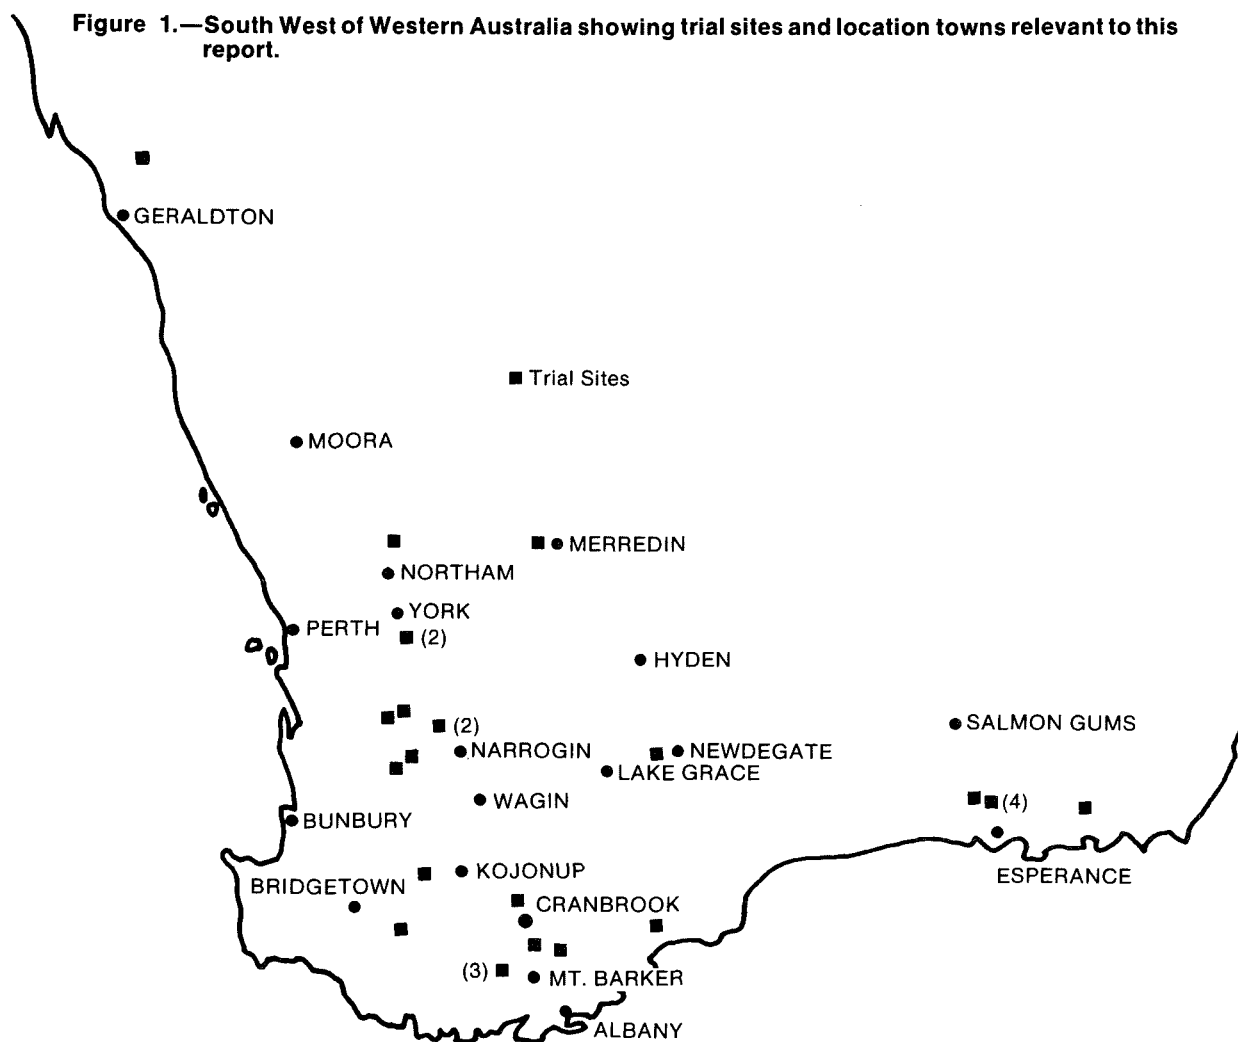 Figure 1.—South West of Western Australia showing trial sites and location towns relevant to this
report.
GERALDTON
Trial Sites
MOORA
MERREDIN
NORTHAM
YORK
PERTH
(2)
HYDEN
SALMON GUMS
(2)
NARROGIN
NEWDEGATE
LAKE GRACE
WAGIN
(4)
BUNBURY
KOJONUP
ESPERANCE
BRIDGETOWN
CRANBROOK
(3)
MT. BARKER
ALBANY